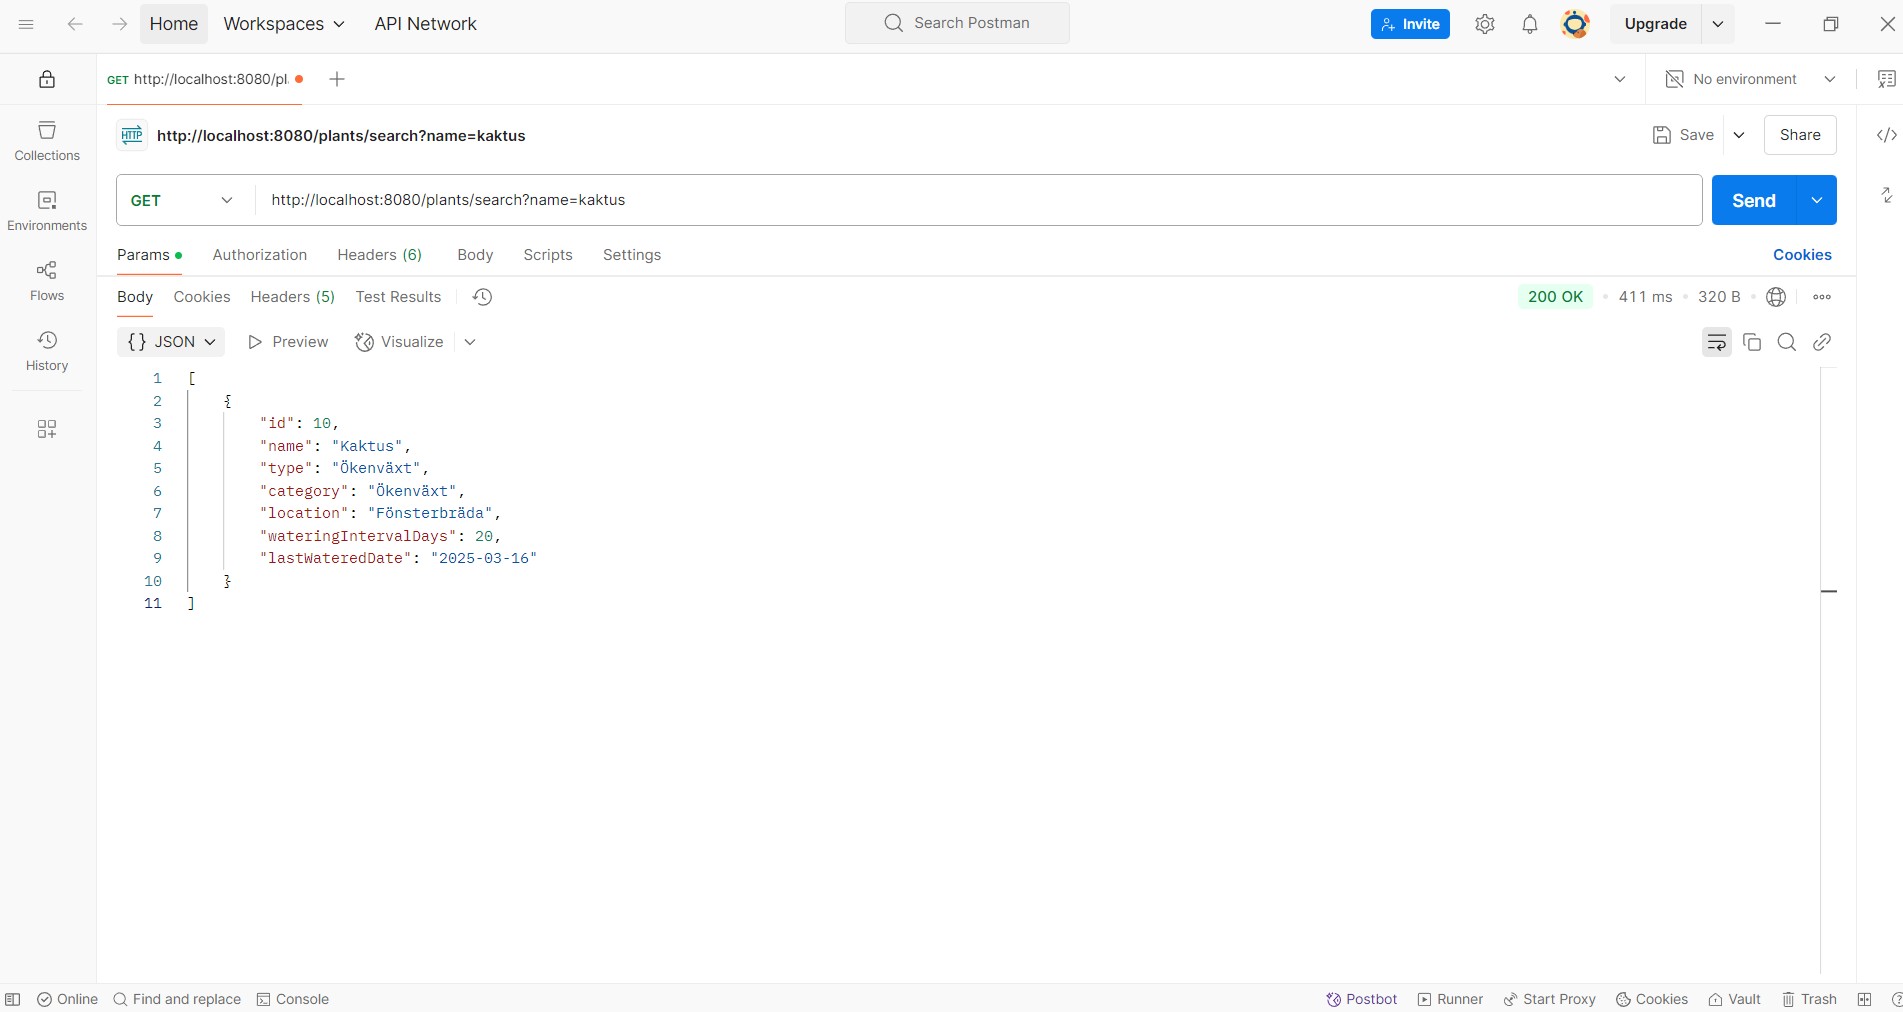 Home Workspaces API Network Search Postman Invite Upgrade
GET http://localhost:8080/pl. No environment
HTTP http://localhost:8080/plants/search?name=kaktus Save Share
Collections
GET http://localhost:8080/plants/search?name=kaktus Send
Environments
Params Authorization Headers (6) Body Scripts Settings Cookies
Flows
Body Cookies Headers (5) Test Results 200 OK 411 ms 320 B
{} JSON Preview Visualize
History
1 [
2 {
3 "id": 10,
4 "name": "Kaktus",
5 "type": "Ökenväxt",
6 "category": "Ökenväxt",
7 "location": "Fönsterbräda",
8 "wateringIntervalDays": 20,
9 "lastWateredDate": "2025-03-16"
10 }
11 ]
Online Find and replace Console Postbot Runner Start Proxy Cookies Vault Trash